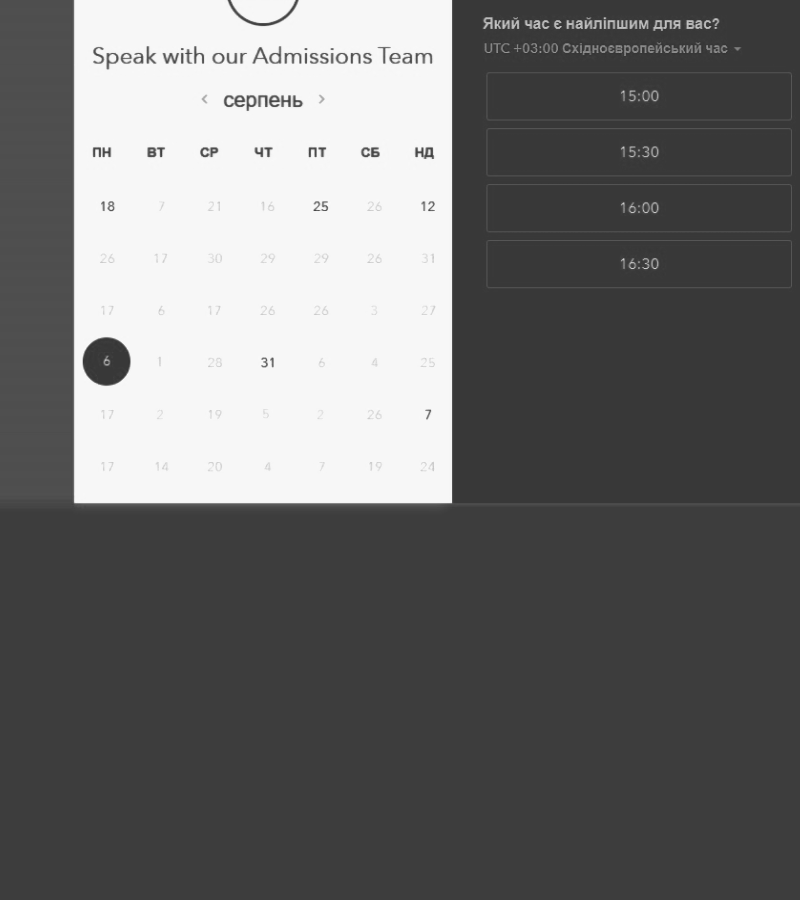 Speak with our Admissions Team
серпень
ПН ВТ СР ЧТ ПТ СБ НД
18 7 21 16 25 26 12
26 17 30 29 29 26 31
17 6 17 26 26 3 27
6 1 28 31 6 4 25
17 2 19 5 2 26 7
17 14 20 4 7 19 24
Який час є найліпшим для вас?
UTC +03:00 Східноєвропейський час
15:00
15:30
16:00
16:30